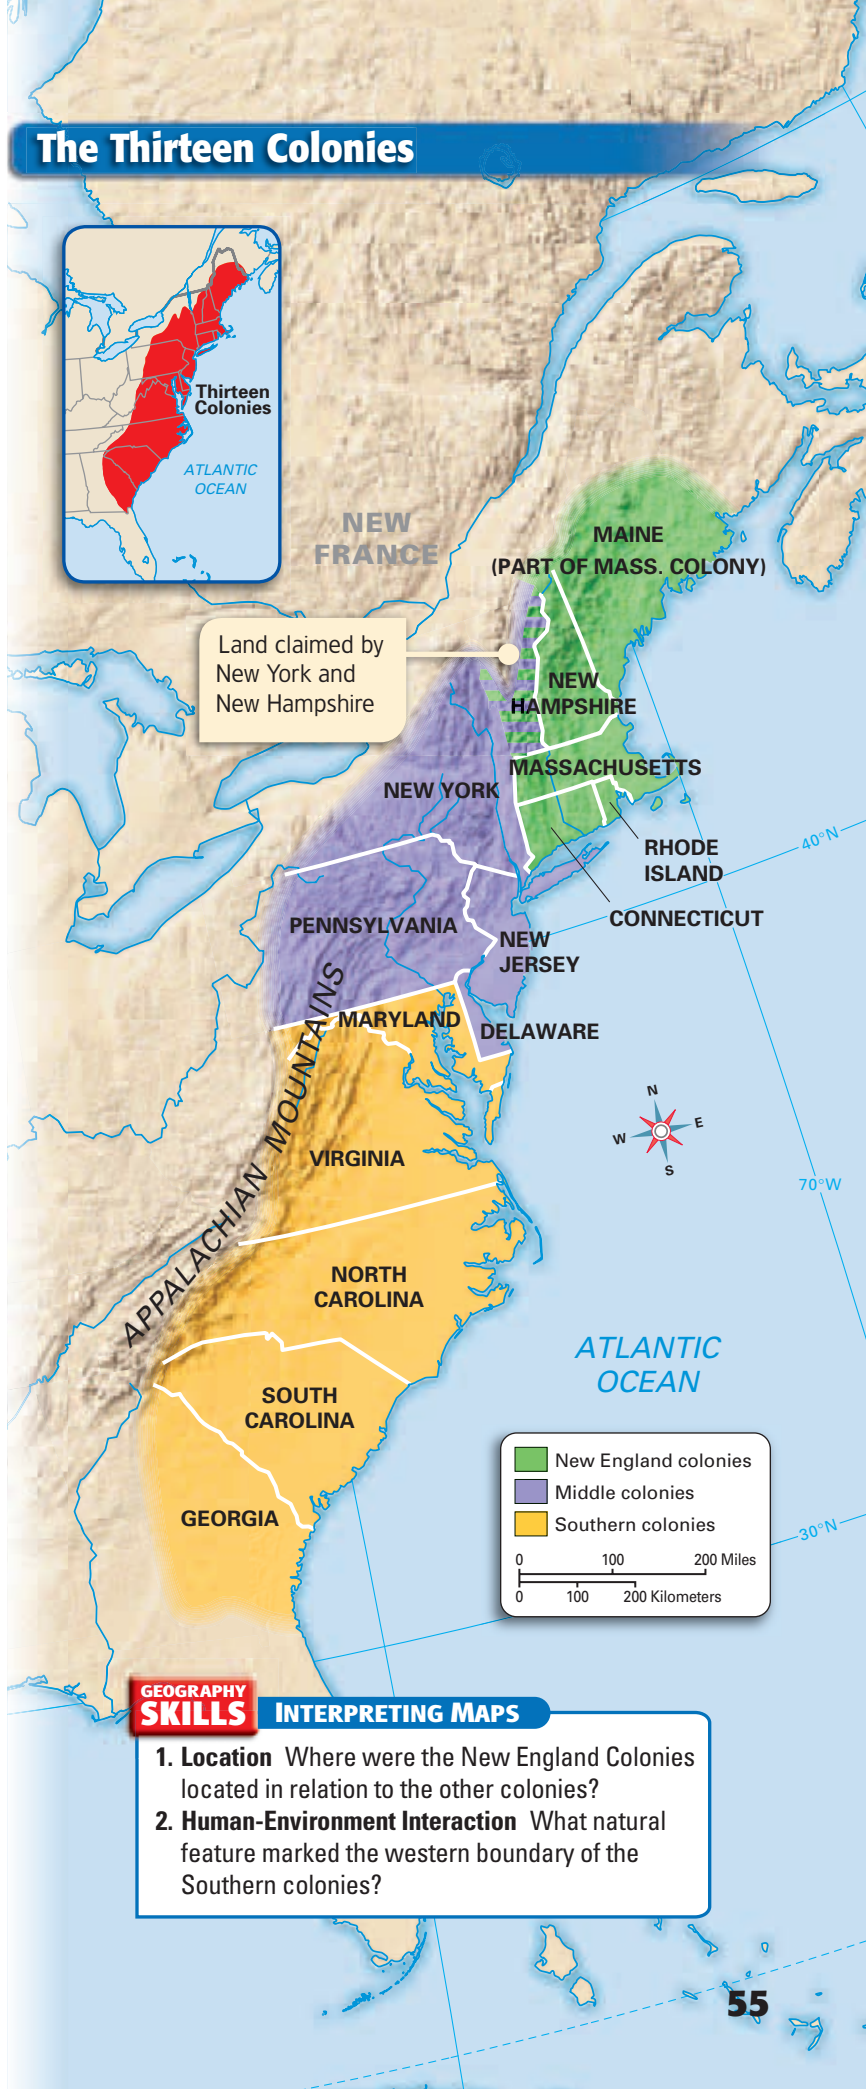 The Thirteen Colonies
Thirteen
Colonies
ATLANTIC
OCEAN
NEW
FRANCE
MAINE
(PART OF MASS. COLONY)
Land claimed by
New York and
New Hampshire
NEW
HAMPSHIRE
MASSACHUSETTS
NEW YORK
RHODE
ISLAND
40°N
CONNECTICUT
PENNSYLVANIA
NEW
JERSEY
MARYLAND
DELAWARE
APPALACHIAN MOUNTAINS
N
E
W
S
VIRGINIA
70°W
NORTH
CAROLINA
ATLANTIC
OCEAN
SOUTH
CAROLINA
GEORGIA
New England colonies
Middle colonies
Southern colonies
0 100 200 Miles
0 100 200 Kilometers
30°N
GEOGRAPHY
SKILLS
INTERPRETING MAPS
1. Location Where were the New England Colonies
located in relation to the other colonies?
2. Human-Environment Interaction What natural
feature marked the western boundary of the
Southern colonies?
55